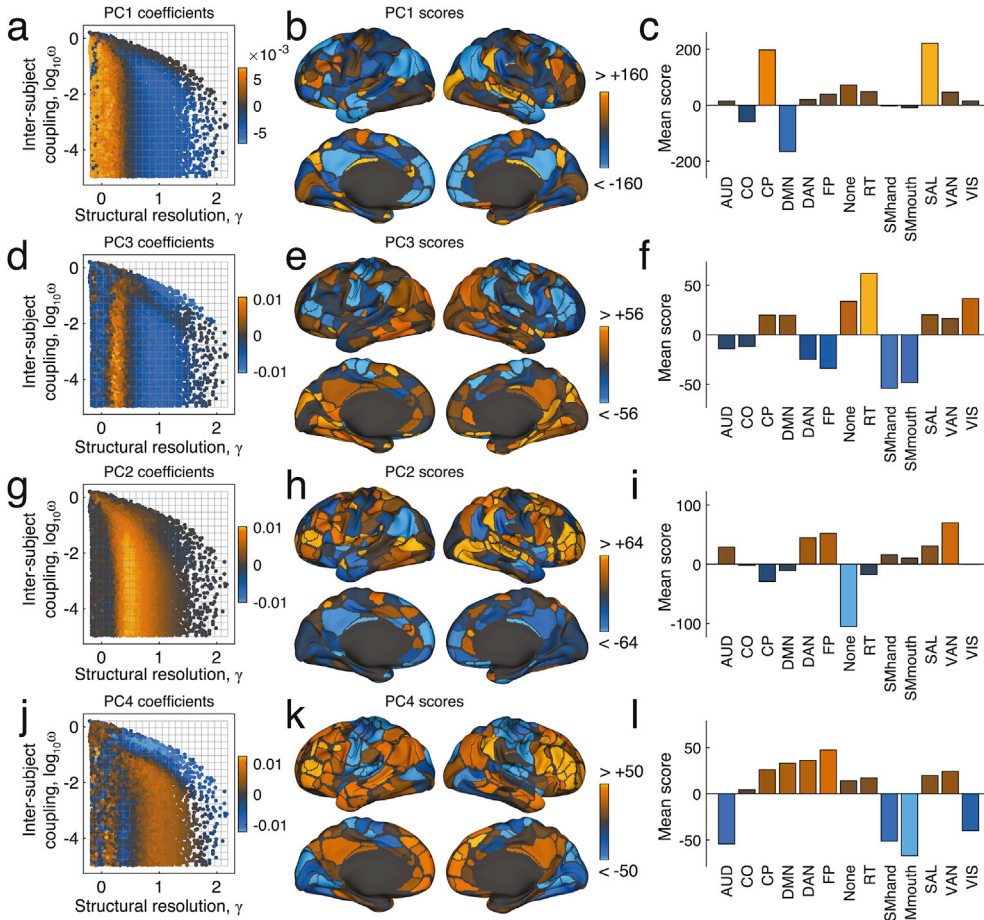 a
PC1 coefficients
Inter-subject
coupling, log10ω
0
-2
-4
0 1 2
Structural resolution, γ
×10-3
5
0
-5
b
PC1 scores
> +160
< -160
c
Mean score
200
0
-200
AUD CO CP DMN DAN FP None RT SMhand SMmouth SAL VAN VIS
d
PC3 coefficients
Inter-subject
coupling, log10ω
0
-2
-4
0 1 2
Structural resolution, γ
0.01
0
-0.01
e
PC3 scores
> +56
< -56
f
Mean score
50
0
-50
AUD CO CP DMN DAN FP None RT SMhand SMmouth SAL VAN VIS
g
PC2 coefficients
Inter-subject
coupling, log10ω
0
-2
-4
0 1 2
Structural resolution, γ
0.01
0
-0.01
h
PC2 scores
> +64
< -64
i
Mean score
100
0
-100
AUD CO CP DMN DAN FP None RT SMhand SMmouth SAL VAN VIS
j
PC4 coefficients
Inter-subject
coupling, log10ω
0
-2
-4
0 1 2
Structural resolution, γ
0.01
0
-0.01
k
PC4 scores
> +50
< -50
l
Mean score
50
0
-50
AUD CO CP DMN DAN FP None RT SMhand Mmouth SAL VAN VIS